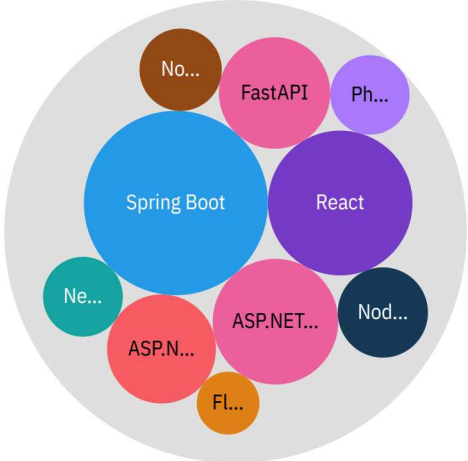 No...
FastAPI
Ph...
Spring Boot
React
Ne...
ASP.N...
ASP.NET...
Nod...
Fl...